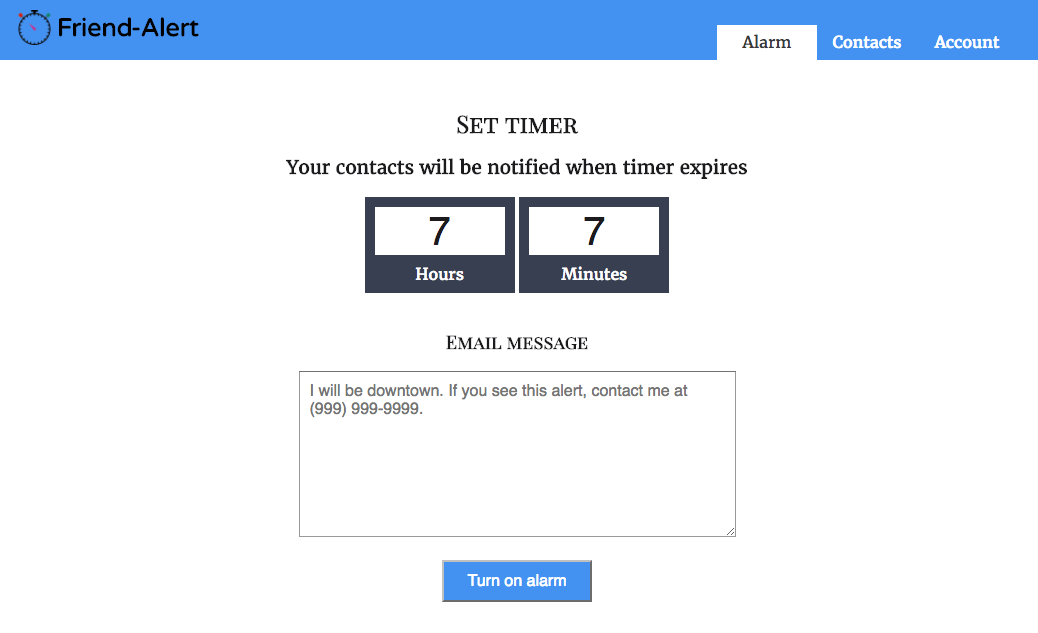 Friend-Alert
Alarm
Contacts
Account
Set timer
Your contacts will be notified when timer expires
7
7
Hours
Minutes
Email message
I will be downtown. If you see this alert, contact me at
(999) 999-9999.
Turn on alarm